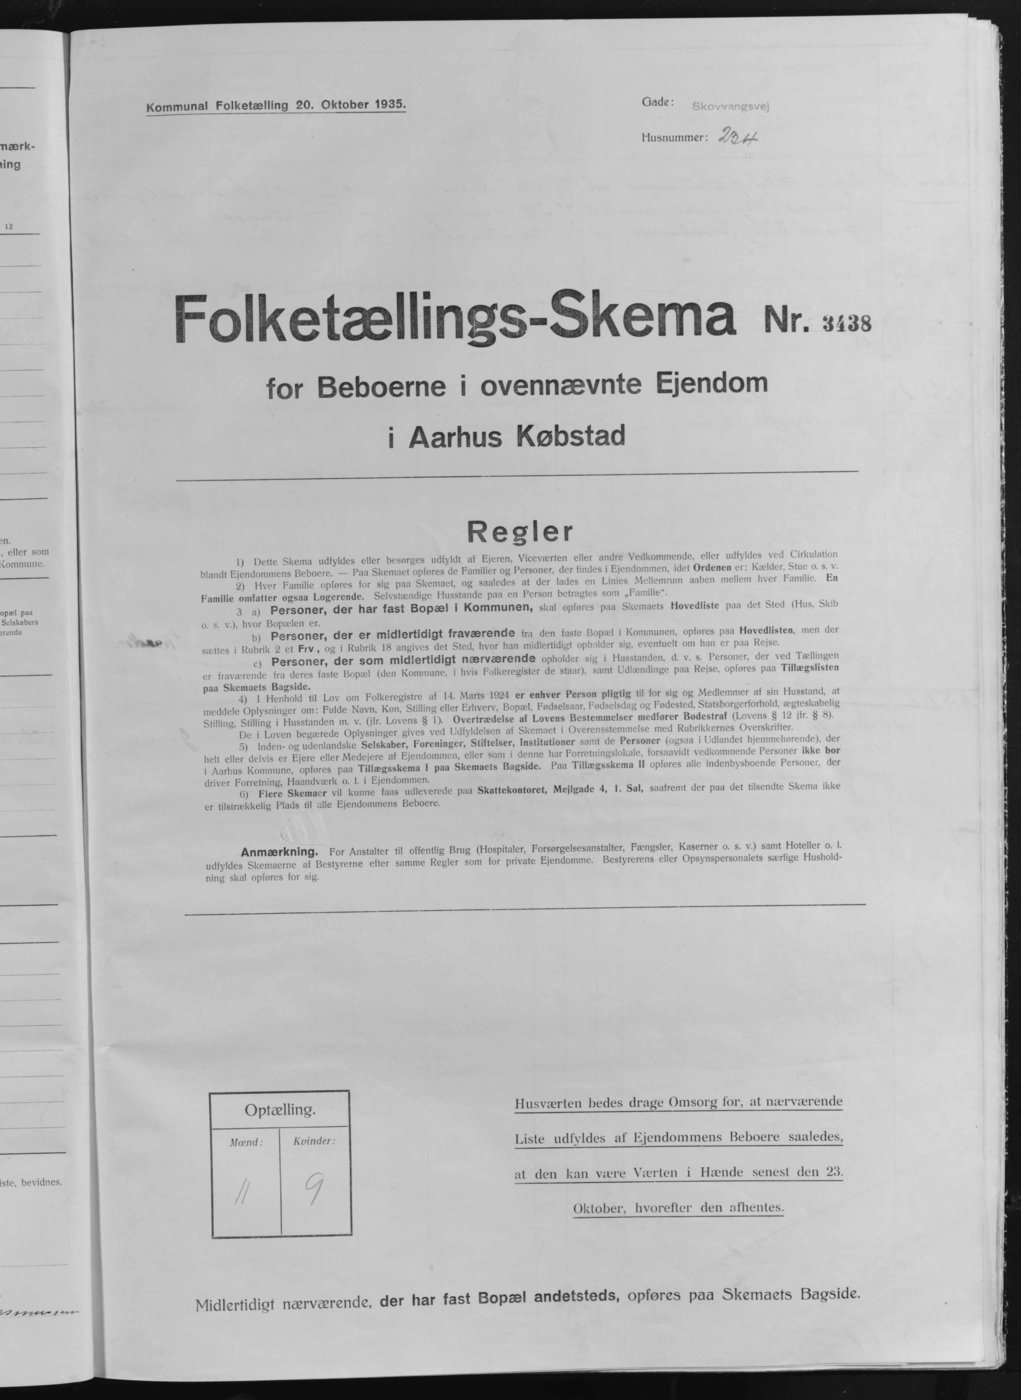 Kommunal Folketælling 20. Oktober 1935.
Gade: Skovvangsvej
Husnummer: 234
Folketællings-Skema Nr. 3438
for Beboerne i ovennævnte Ejendom
i Aarhus Købstad
Regler
1) Dette Skema udfyldes eller besørges udfyldt af Ejeren, Viceværten eller andre Vedkommende, eller udfyldes ved Cirkulation
blandt Ejendommens Beboere. — Paa Skemaet opføres de Familier og Personer, der findes i Ejendommen, idet Ordenen er: Kælder, Stue o. s. v.
2) Hver Familie opføres for sig paa Skemaet, og saaledes at der lades en Linies Mellemrum aaben mellem hver Familie. En
Familie omfatter ogsaa Logerende. Selvstændige Husstande paa en Person betragtes som „Familie“.
3 a) Personer, der har fast Bopæl i Kommunen, skal opføres paa Skemaets Hovedliste paa det Sted (Hus, Skib
o. s. v.), hvor Bopælen er.
b) Personer, der er midlertidigt fraværende fra den faste Bopæl i Kommunen, opføres paa Hovedlisten, men der
sættes i Rubrik 2 et Frv, og i Rubrik 18 angives det Sted, hvor han midlertidigt opholder sig, eventuelt om han er paa Rejse.
c) Personer, der som midlertidigt nærværende opholder sig i Husstanden, d. v. s. Personer, der ved Tællingen
er fraværende fra deres faste Bopæl (den Kommune, i hvis Folkeregister de staar), samt Udlændinge paa Rejse, opføres paa Tillægslisten
paa Skemaets Bagside.
4) I Henhold til Lov om Folkeregistre af 14. Marts 1924 er enhver Person pligtig til for sig og Medlemmer af sin Husstand, at
meddele Oplysninger om: Fulde Navn, Køn, Stilling eller Erhverv, Bopæl, Fødselsaar, Fødselsdag og Fødested, Statsborgerforhold, ægteskabelig
Stilling, Stilling i Husstanden m. v. (jfr. Lovens § 1). Overtrædelse af Lovens Bestemmelser medfører Bødestraf (Lovens § 12 jfr. § 8).
De i Loven begærede Oplysninger gives ved Udfyldelsen af Skemaet i Overensstemmelse med Rubrikkernes Overskrifter.
5) Inden- og udenlandske Selskaber, Foreninger, Stiftelser, Institutioner samt de Personer (ogsaa i Udlandet hjemmehørende), der
helt eller delvis er Ejere eller Medejere af Ejendommen, eller som i denne har Forretningslokale, forsaavidt vedkommende Personer ikke bor
i Aarhus Kommune, opføres paa Tillægsskema I paa Skemaets Bagside. Paa Tillægsskema II opføres alle indenbysboende Personer, der
driver Forretning, Haandværk o. l. i Ejendommen.
6) Flere Skemaer vil kunne faas udleverede paa Skattekontoret, Mejlgade 4, 1. Sal, saafremt der paa det tilsendte Skema ikke
er tilstrækkelig Plads til alle Ejendommens Beboere.
Anmærkning. For Anstalter til offentlig Brug (Hospitaler, Forsørgelsesanstalter, Fængsler, Kaserner o. s. v.) samt Hoteller o. l.
udfyldes Skemaerne af Bestyrerne efter samme Regler som for private Ejendomme. Bestyrerens eller Opsynspersonalets særlige Hushold-
ning skal opføres for sig.
Optælling.
Mænd: Kvinder:
11 9
Husværten bedes drage Omsorg for, at nærværende
Liste udfyldes af Ejendommens Beboere saaledes,
at den kan være Værten i Hænde senest den 23.
Oktober, hvorefter den afhentes.
Midlertidigt nærværende, der har fast Bopæl andetsteds, opføres paa Skemaets Bagside.
mærk-
ning
12
en.
, eller som
Kommune.
opæl paa
Selskabers
ørende
iste, bevidnes.